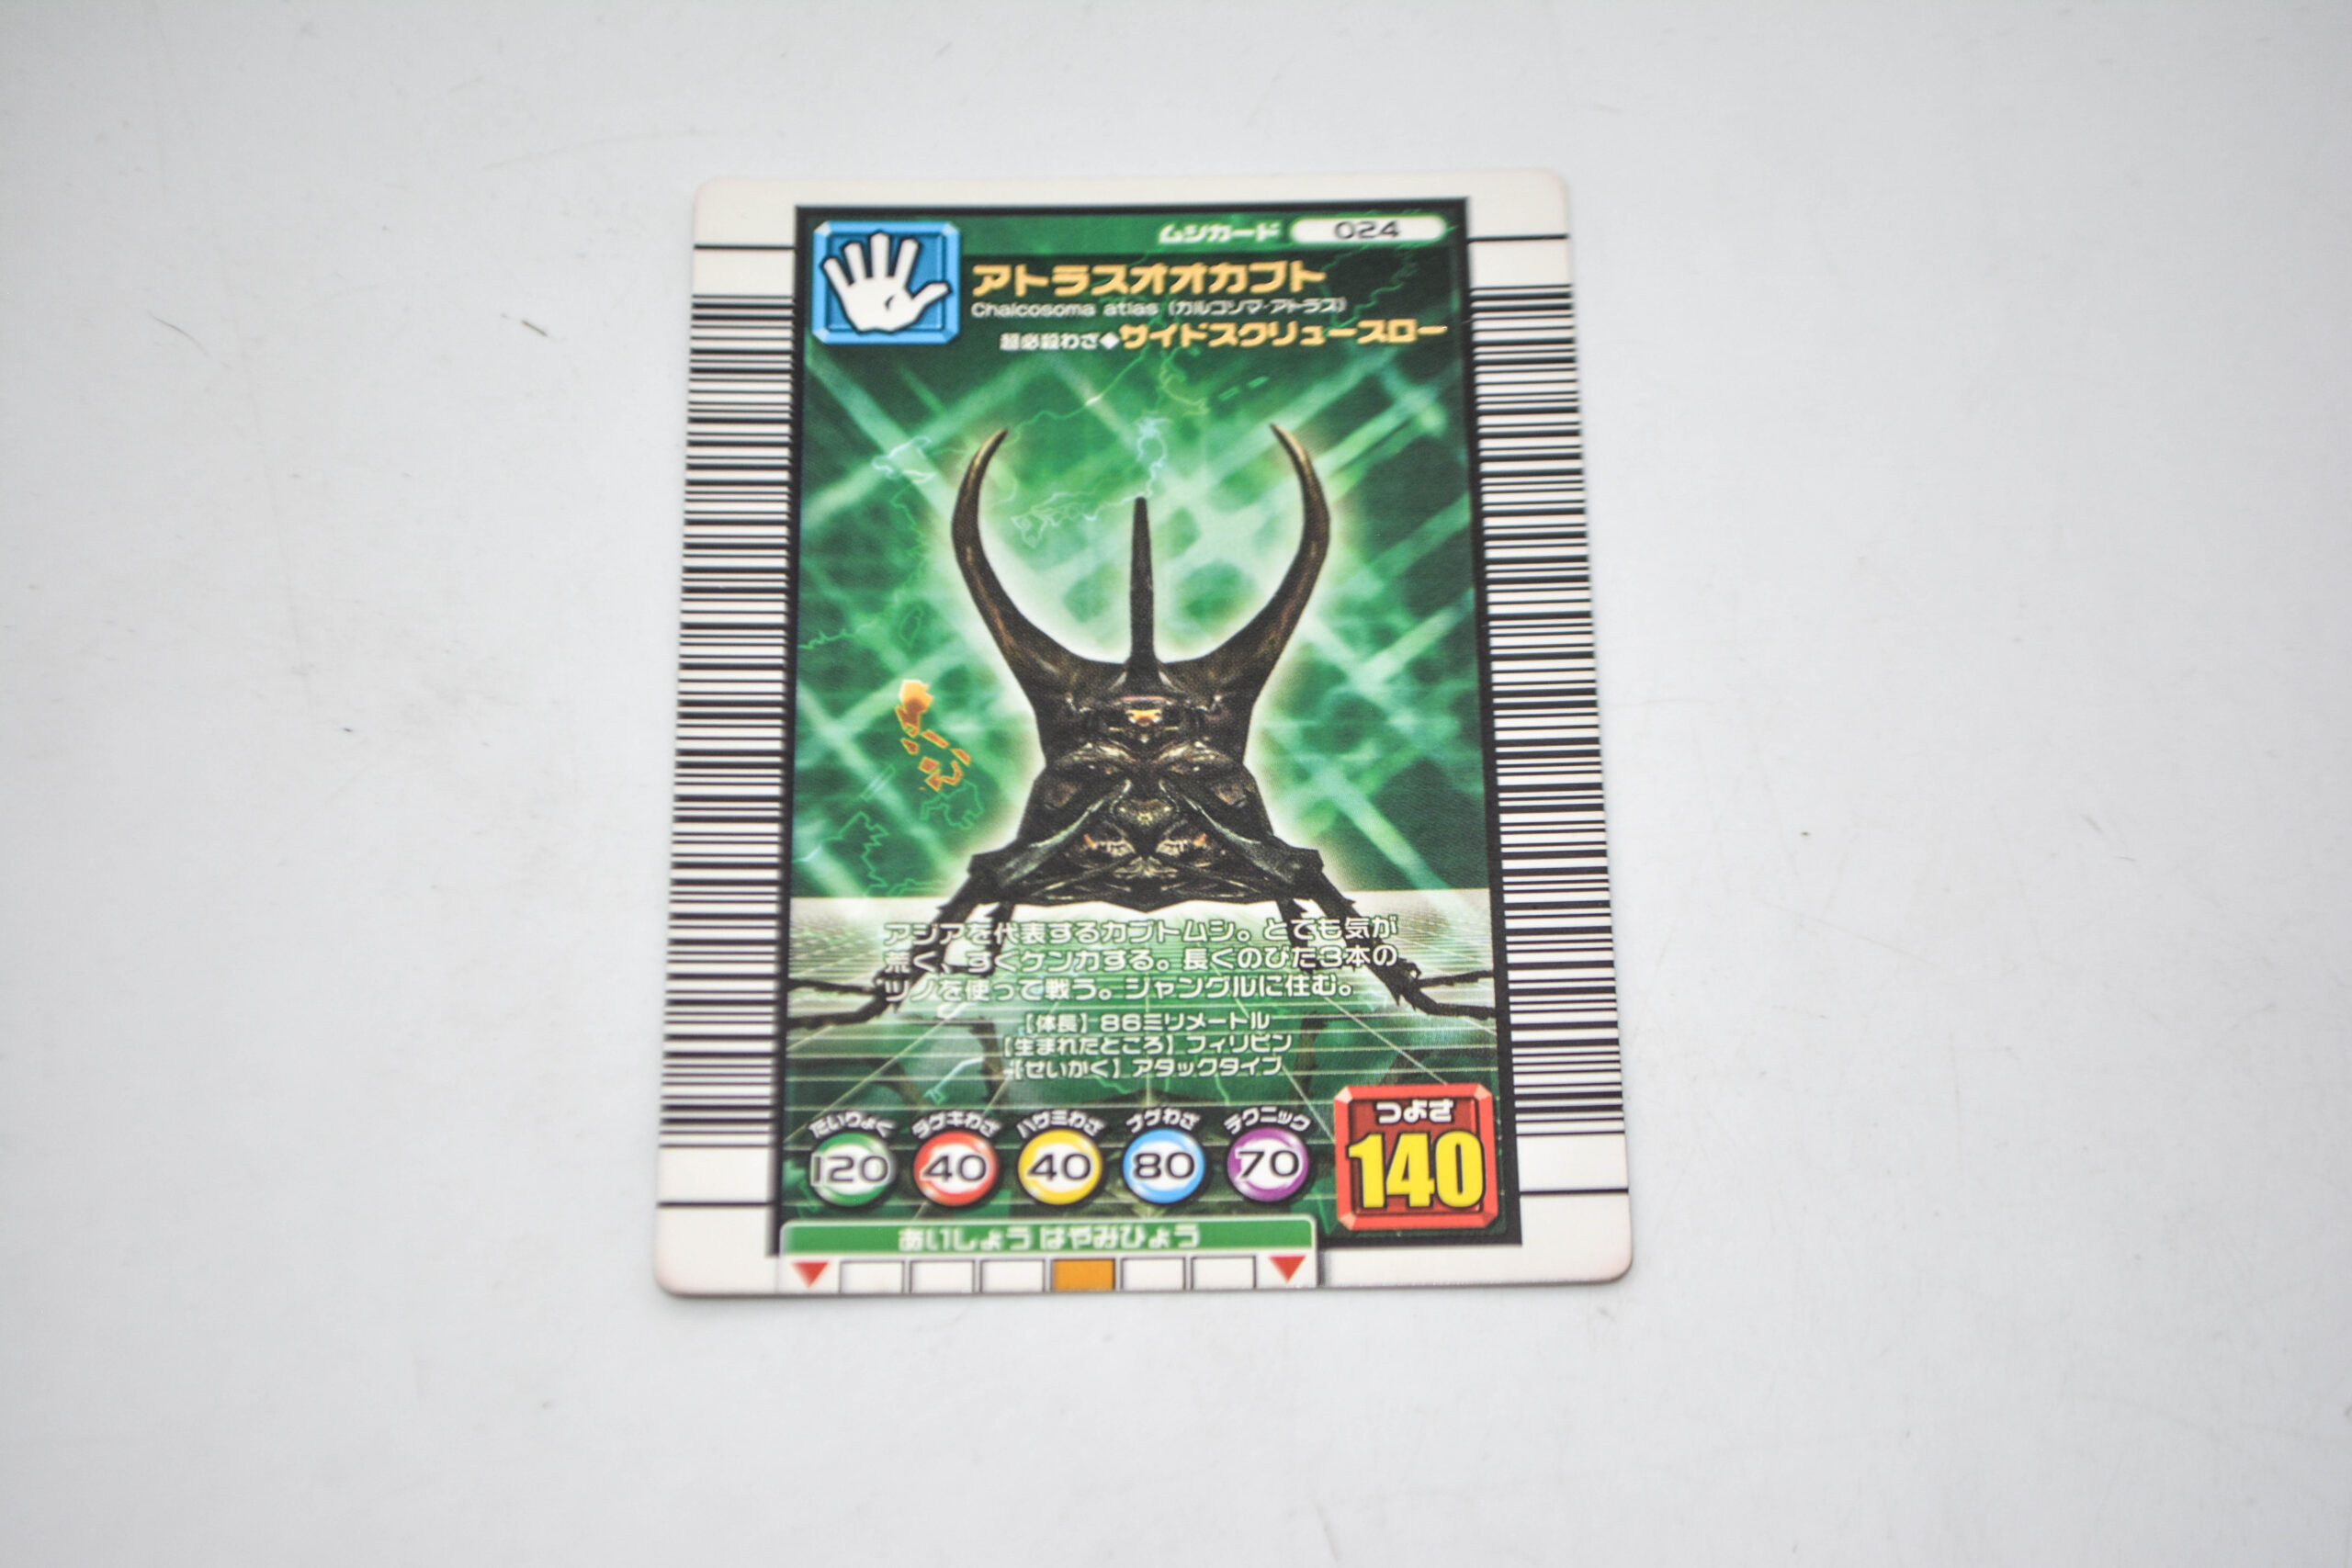 ムシカード 024
アトラスオオカブト
Chalcosoma atlas (カルコソマ・アトラス)
超必殺わざ◆サイドスクリュースロー
アジアを代表するカブトムシ。とても気が
荒く、すぐケンカする。長くのびた3本の
ツノを使って戦う。ジャングルに住む。
【体長】86ミリメートル
【生まれたところ】フィリピン
【せいかく】アタックタイプ
たいりょく ダゲキわざ ハサミわざ ナゲわざ テクニック つよさ
120 40 40 80 70 140
あいしょう はやみひょう